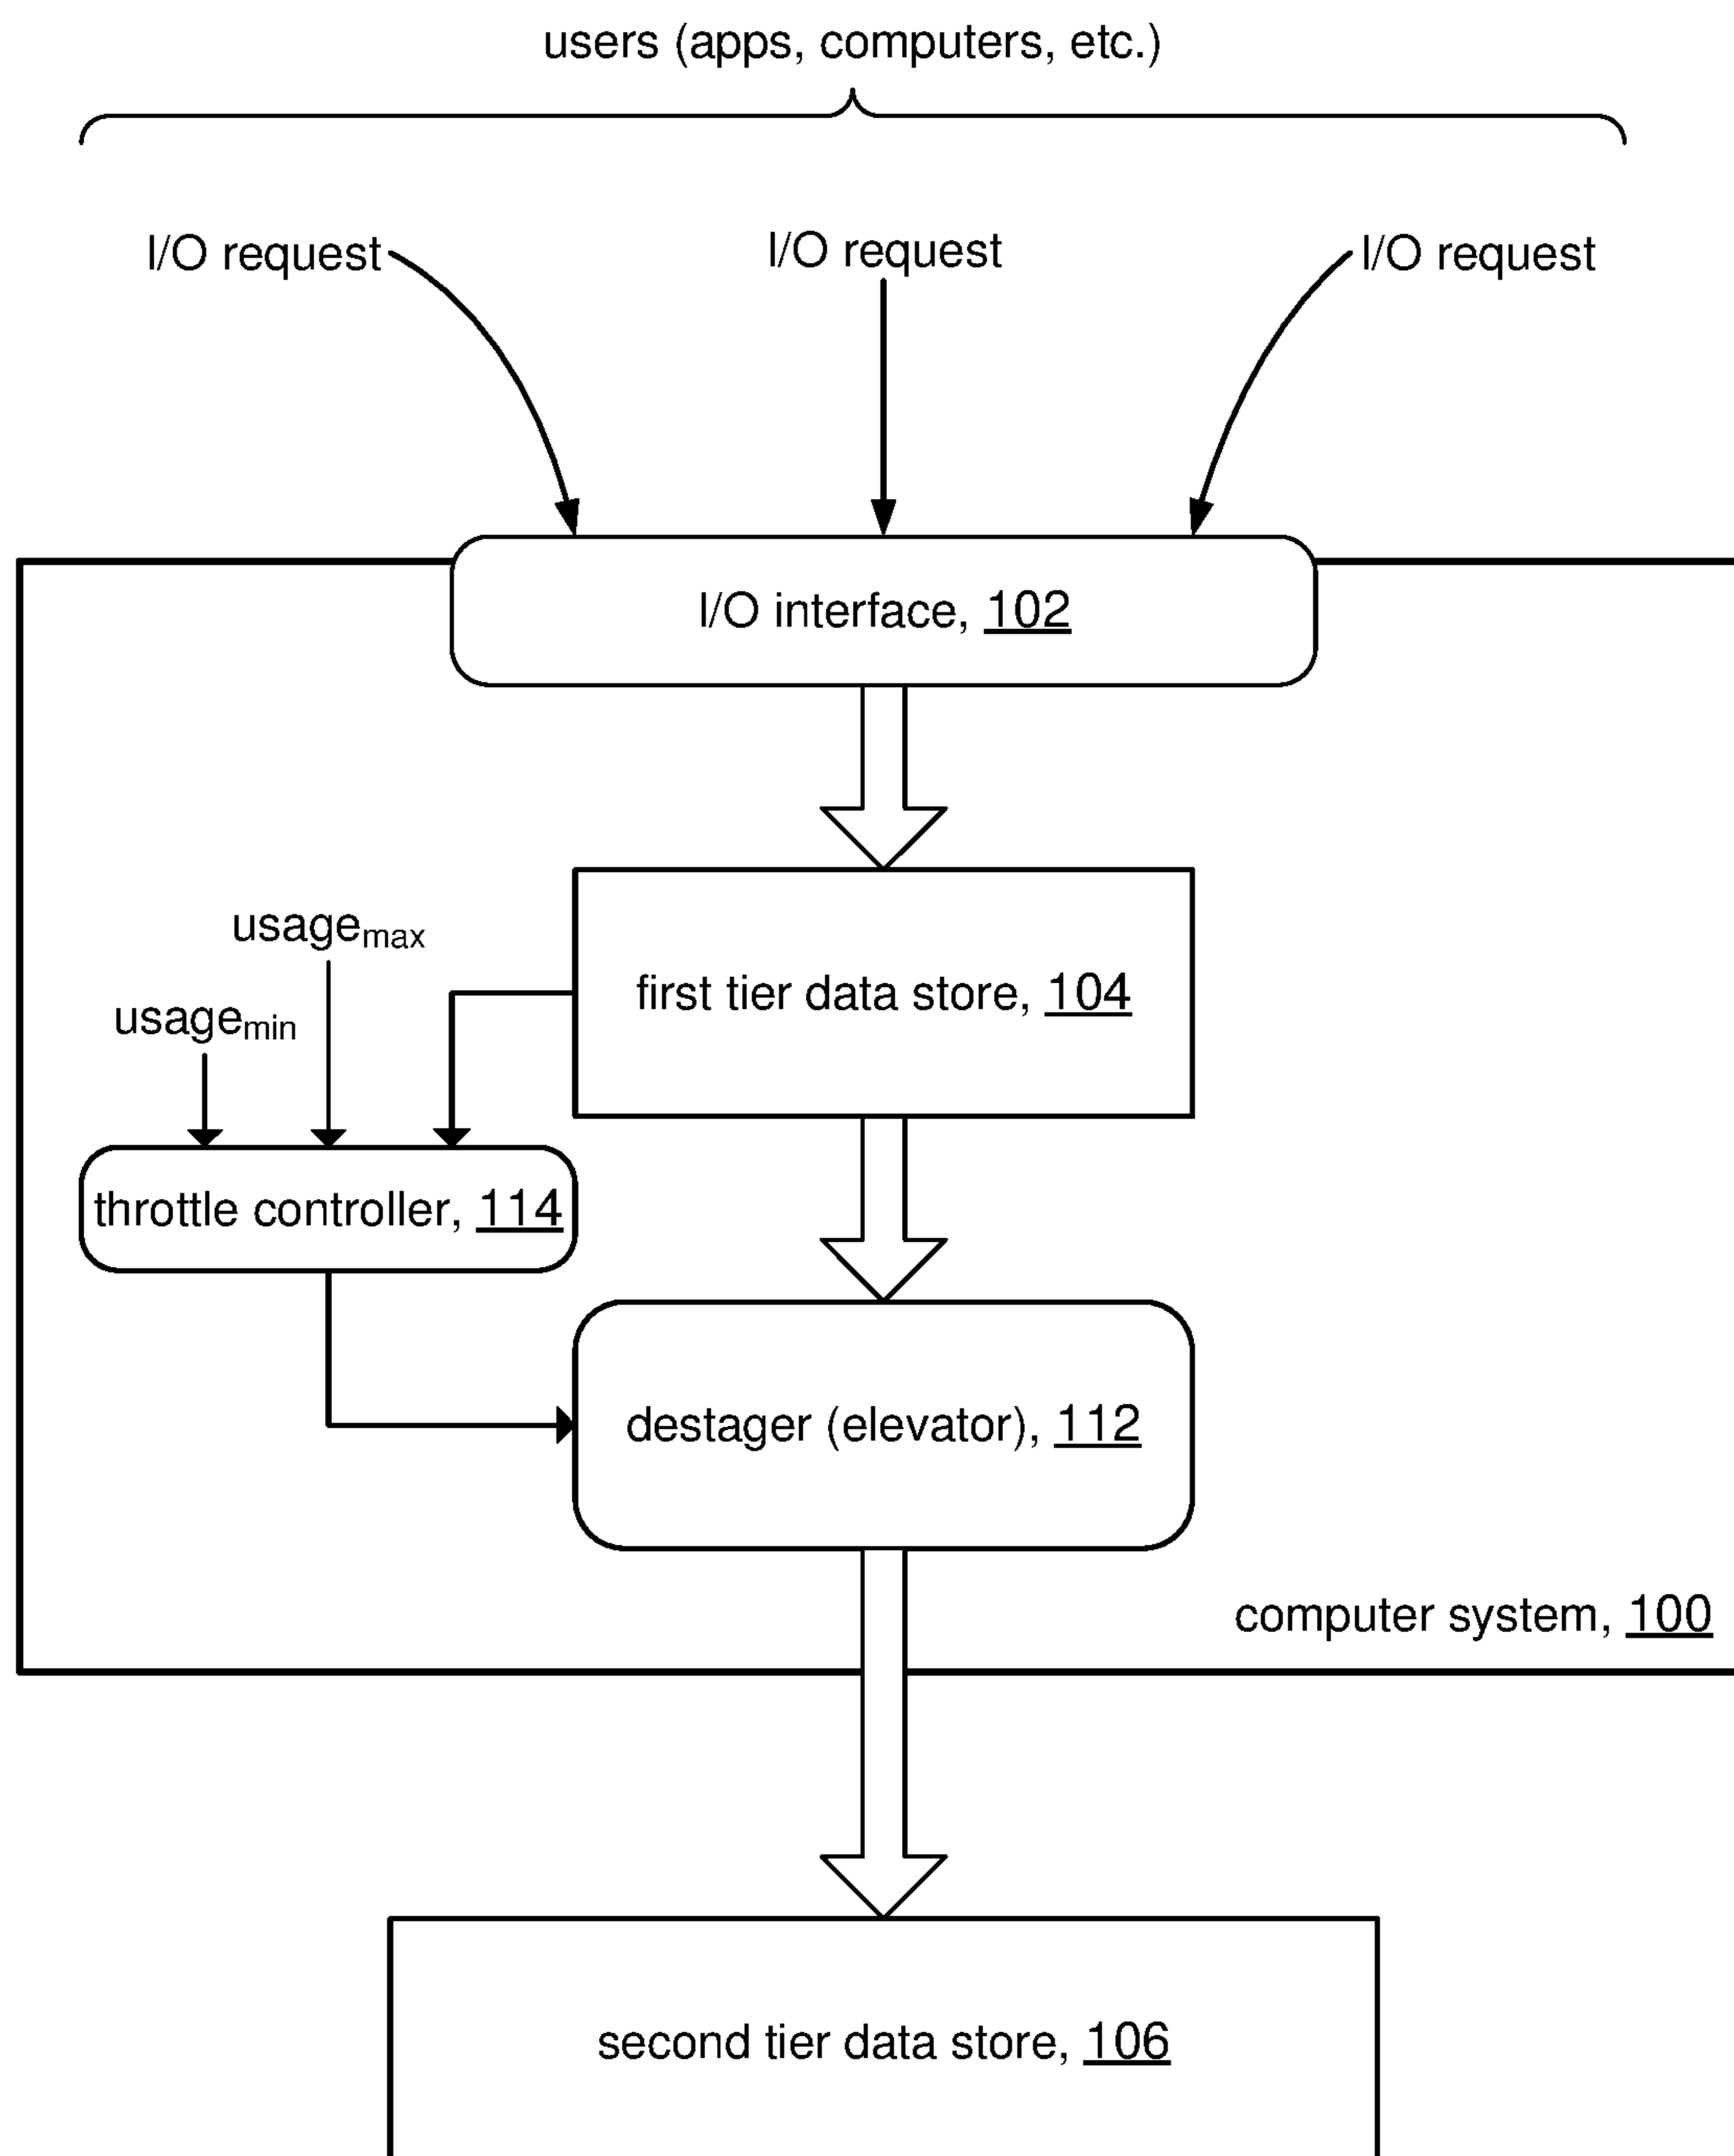 users (apps, computers, etc.)
I/O request
I/O request
I/O request
I/O interface, 102
usagemax
first tier data store, 104
usagemin
throttle controller, 114
destager (elevator), 112
computer system, 100
second tier data store, 106